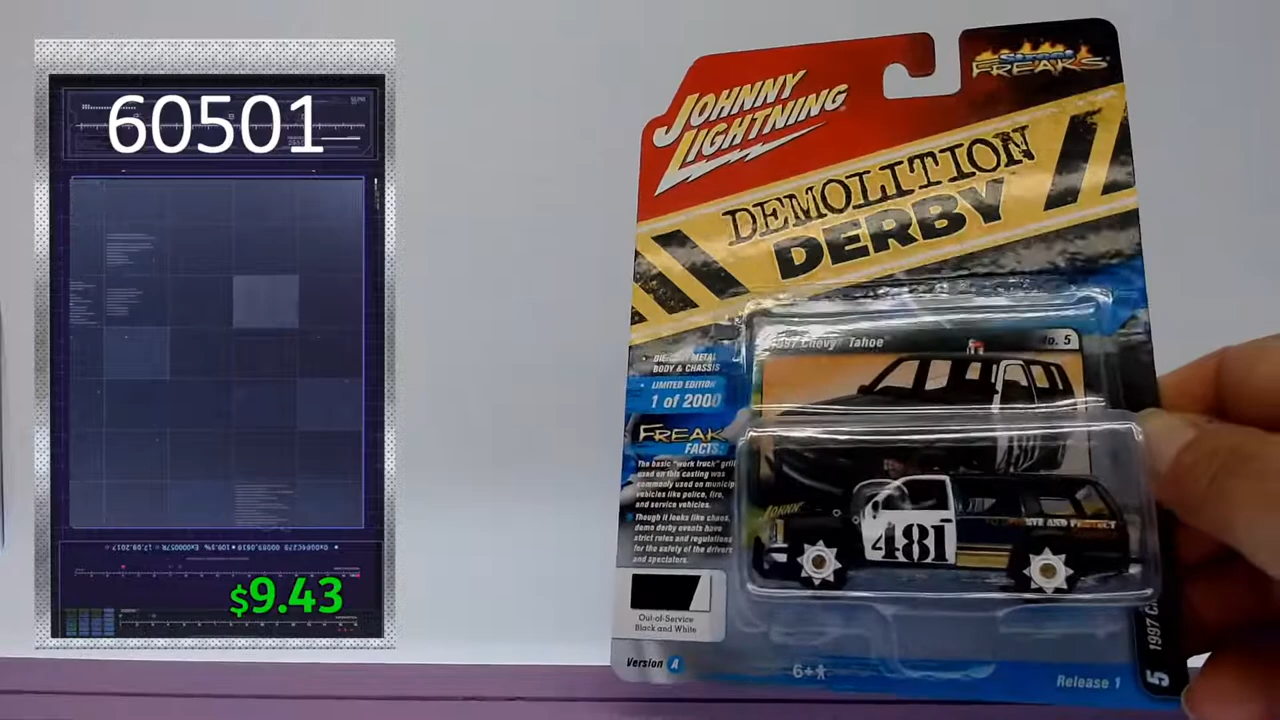 60501
$9.43
JOHNNY
LIGHTNING
Street
FREAKS
DEMOLITION
DERBY
1997 Chevy Tahoe
No. 5
DIE-CAST METAL
BODY & CHASSIS
LIMITED EDITION
1 of 2000
FREAK
FACTS:
The basic "work truck" grill
used on this casting was
commonly used on municip
vehicles like police, fire,
and service vehicles.
Though it looks like chaos,
demo derby events have
strict rules and regulations
for the safety of the drivers
and spectators.
481
AND PROTECT
Out-of-Service
Black and White
Version A
6+
Release 1
5
1997 C